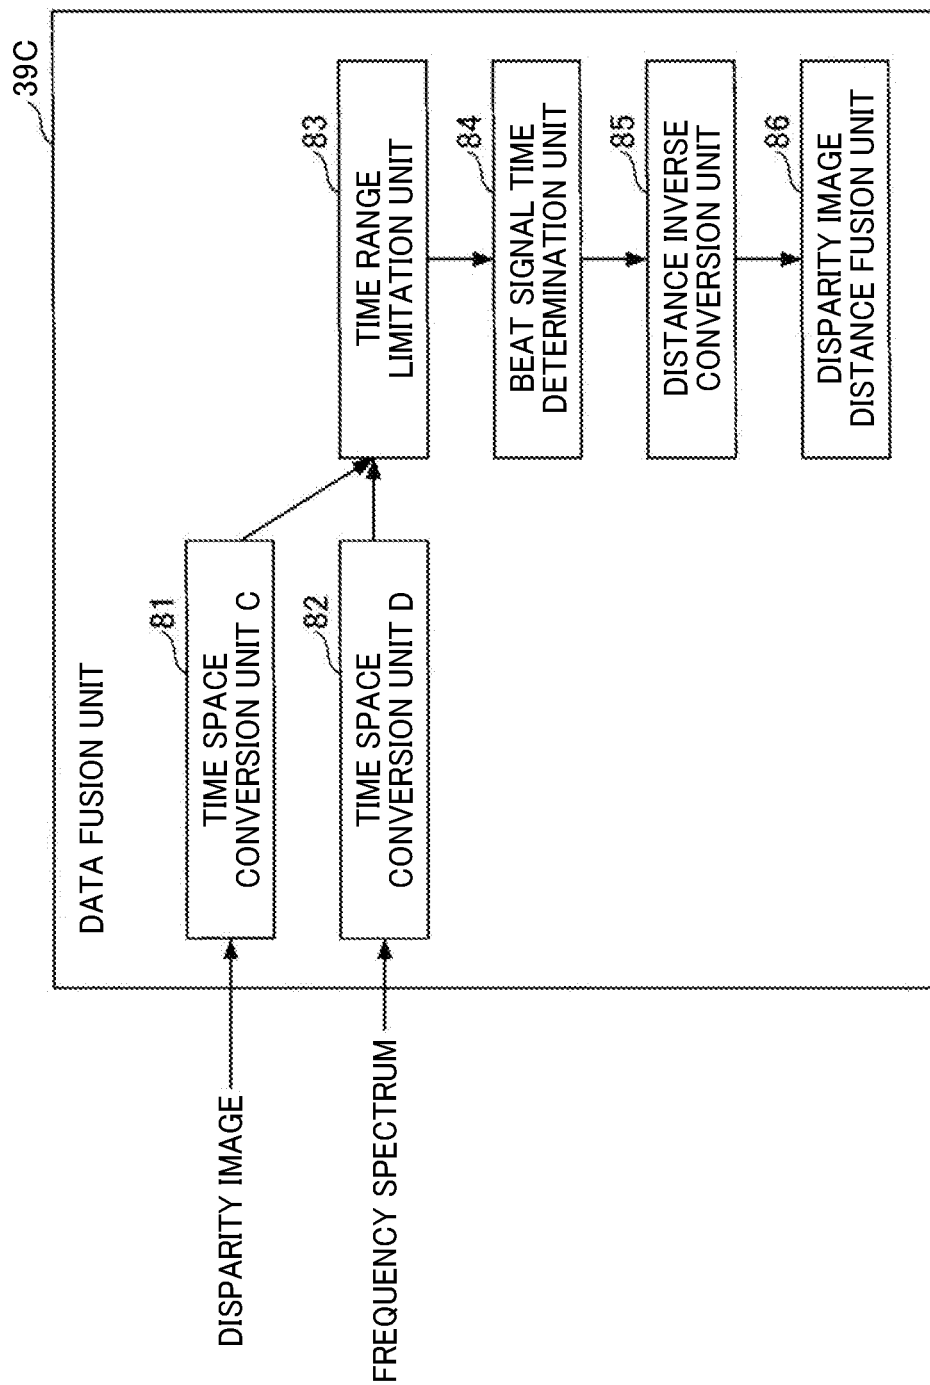 39C
DATA FUSION UNIT
DISPARITY IMAGE
81
TIME SPACE
CONVERSION UNIT C
FREQUENCY SPECTRUM
82
TIME SPACE
CONVERSION UNIT D
83
TIME RANGE
LIMITATION UNIT
84
BEAT SIGNAL TIME
DETERMINATION UNIT
85
DISTANCE INVERSE
CONVERSION UNIT
86
DISPARITY IMAGE
DISTANCE FUSION UNIT